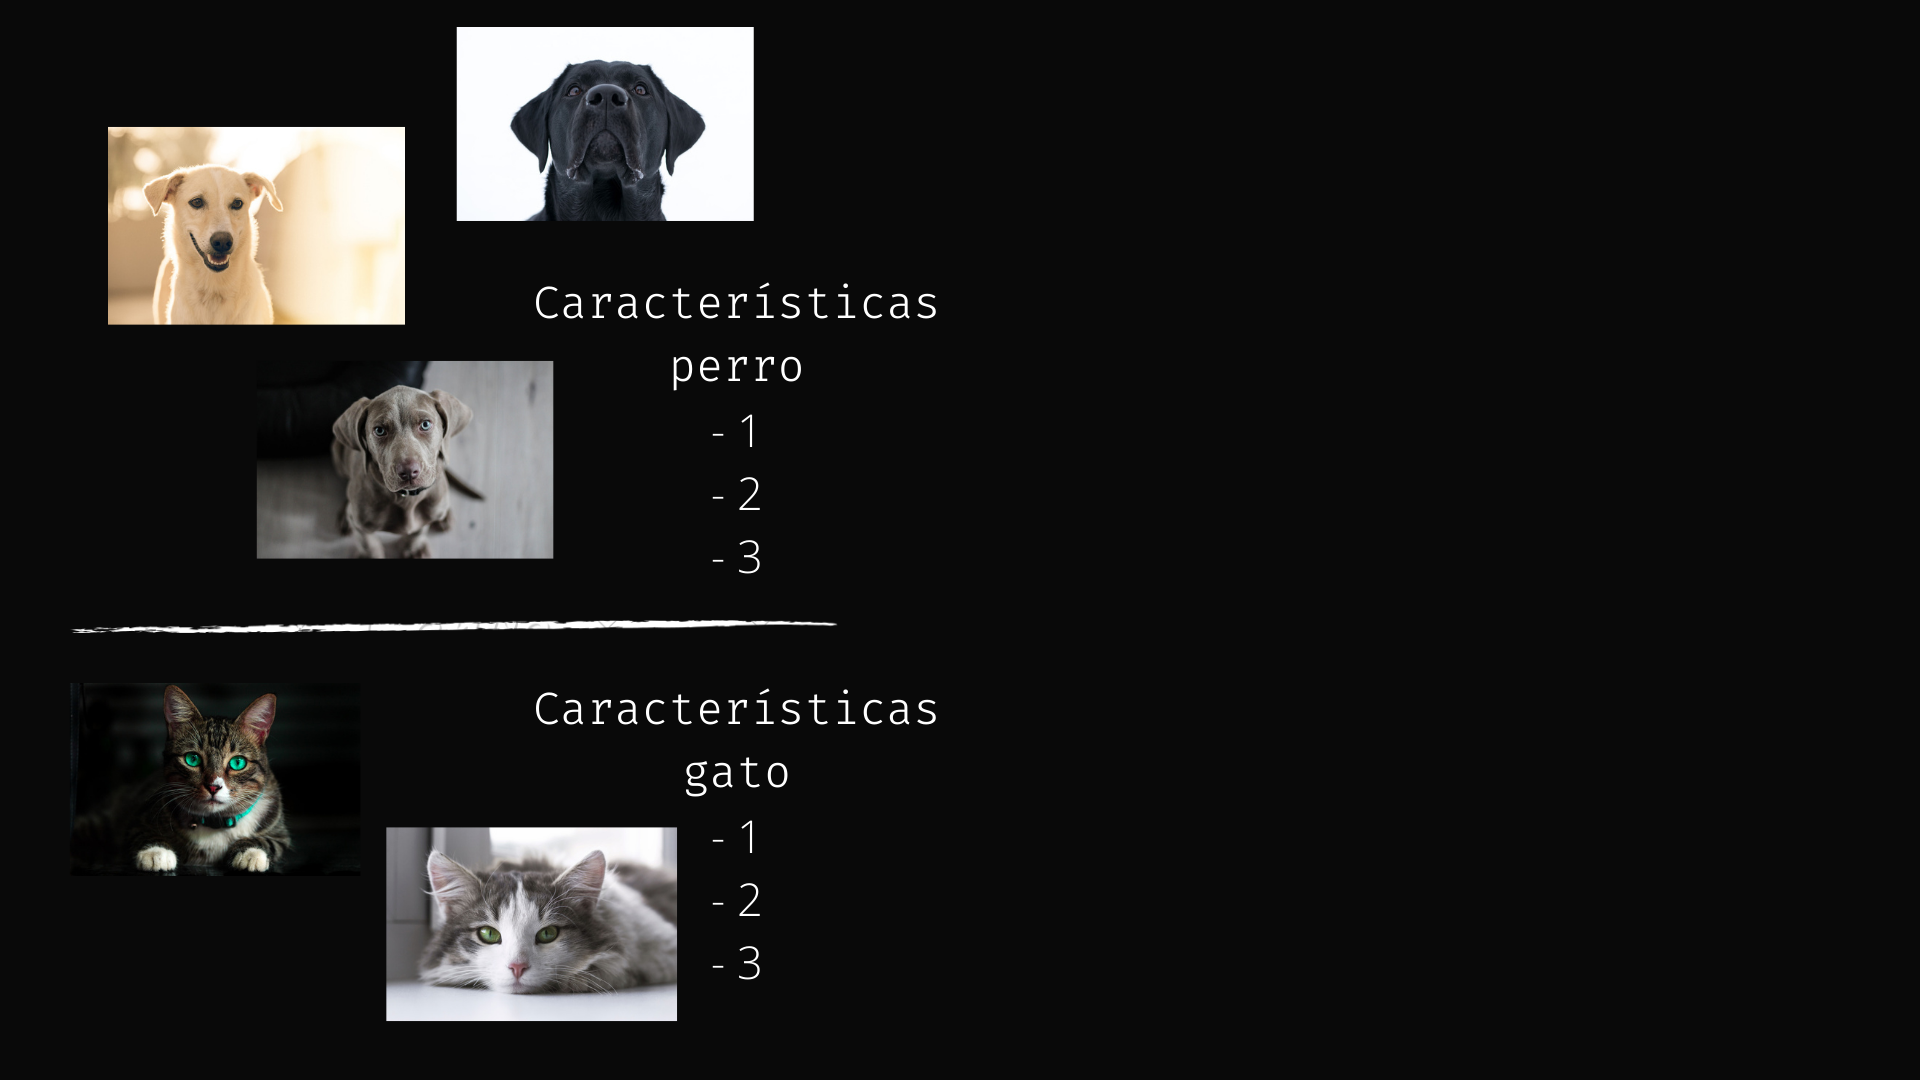 Características
perro
- 1
- 2
- 3
Características
gato
- 1
- 2
- 3